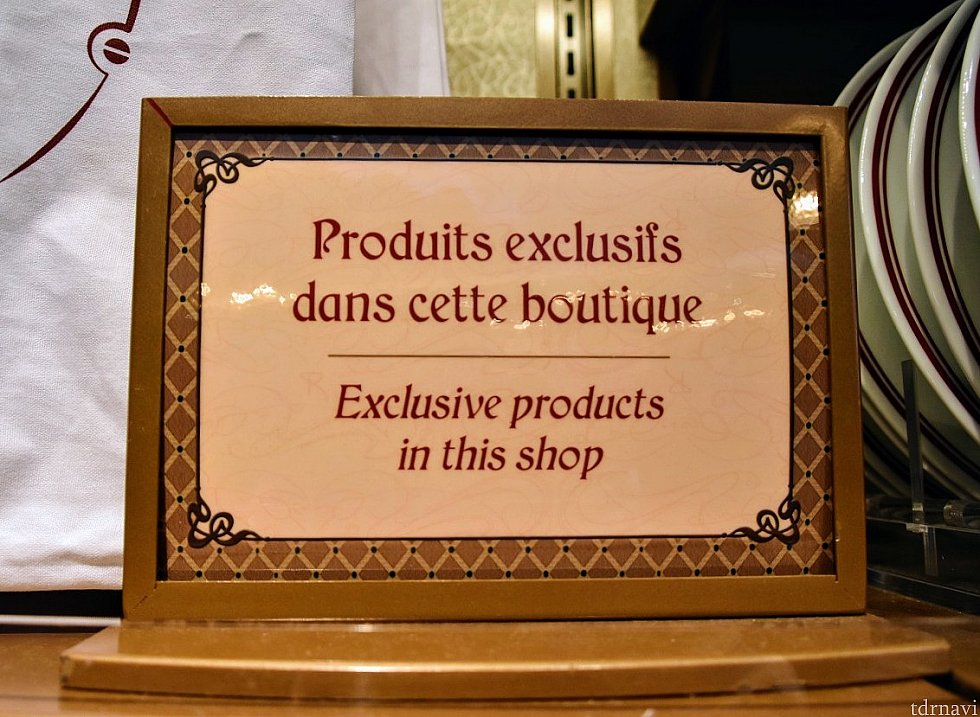 Produits exclusifs
dans cette boutique
Exclusive products
in this shop
tdrnavi